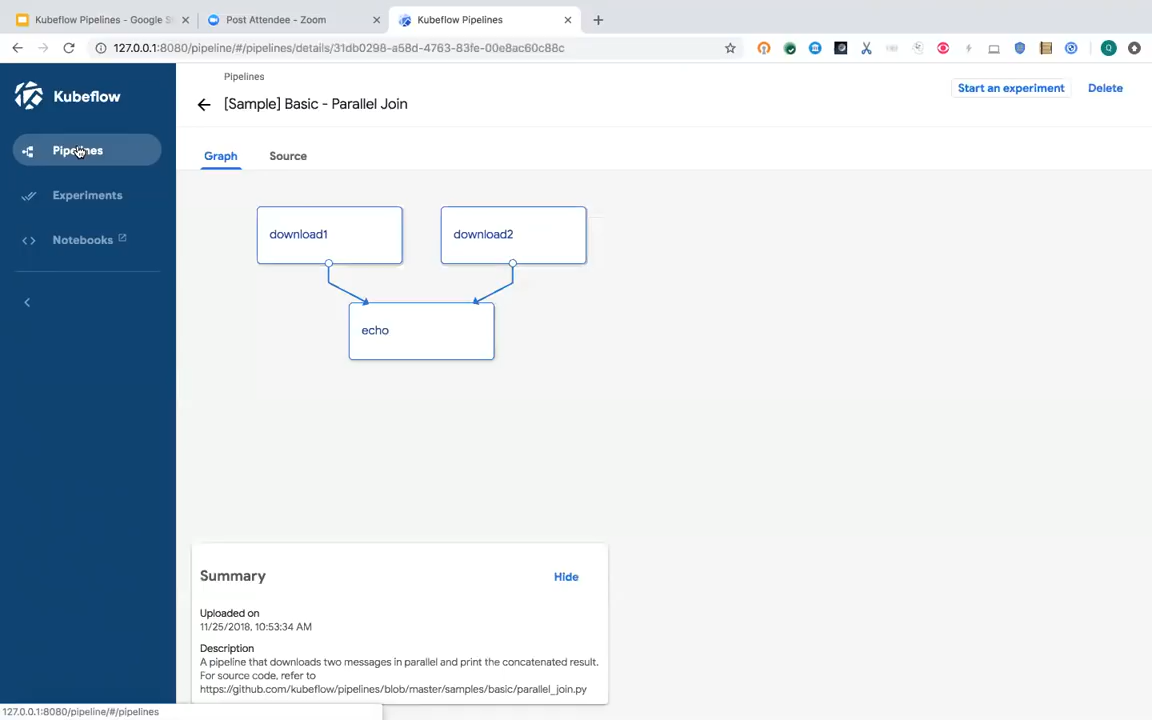 Kubeflow Pipelines - Google S
Post Attendee - Zoom
Kubeflow Pipelines
127.0.0.1:8080/pipeline/#/pipelines/details/31db0298-a58d-4763-83fe-00e8ac60c88c
Q
Kubeflow
Pipelines
Experiments
Notebooks
Pipelines
[Sample] Basic - Parallel Join
Start an experiment
Delete
Graph
Source
download1
download2
echo
Summary
Hide
Uploaded on
11/25/2018, 10:53:34 AM
Description
A pipeline that downloads two messages in parallel and print the concatenated result.
For source code, refer to
https://github.com/kubeflow/pipelines/blob/master/samples/basic/parallel_join.py
127.0.0.1:8080/pipeline/#/pipelines